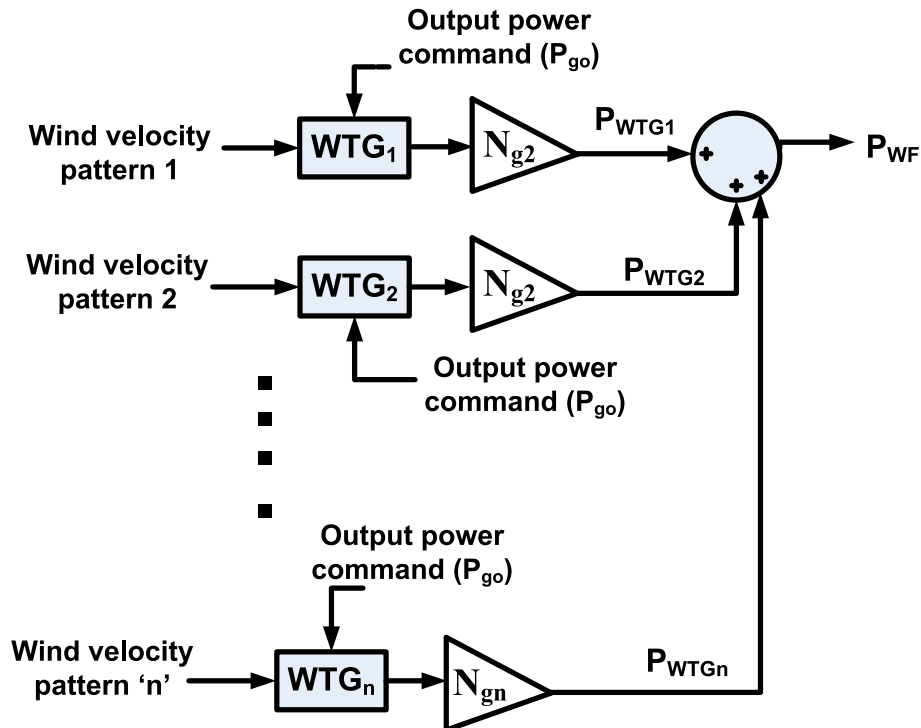 Output power
command (Pgo)
Wind velocity
pattern 1
WTG1
Ng2
PWTG1
PWF
Wind velocity
pattern 2
WTG2
Ng2
PWTG2
Output power
command (Pgo)
Output power
command (Pgo)
Wind velocity
pattern ‘n’
WTGn
Ngn
PWTGn